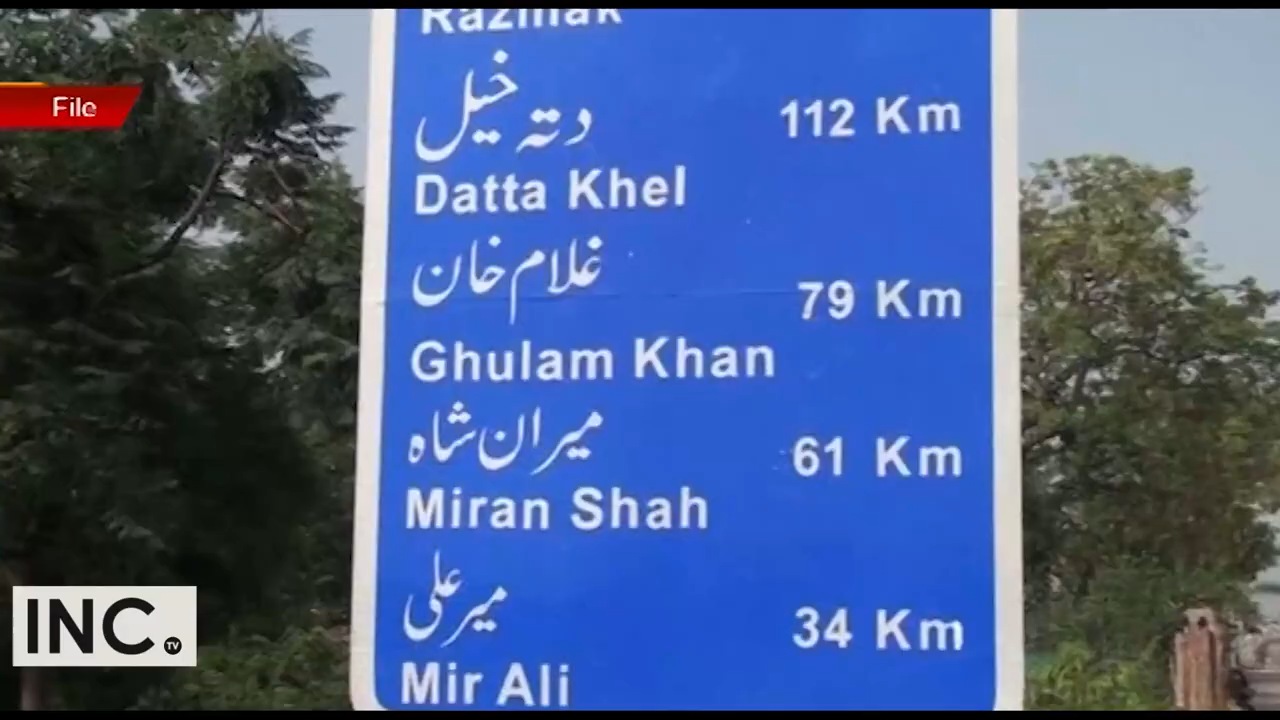 Razmak
File
دتہ خیل
112 Km
Datta Khel
غلام خان
79 Km
Ghulam Khan
میران شاہ
61 Km
Miran Shah
میر علی
34 Km
Mir Ali
INC.
TV